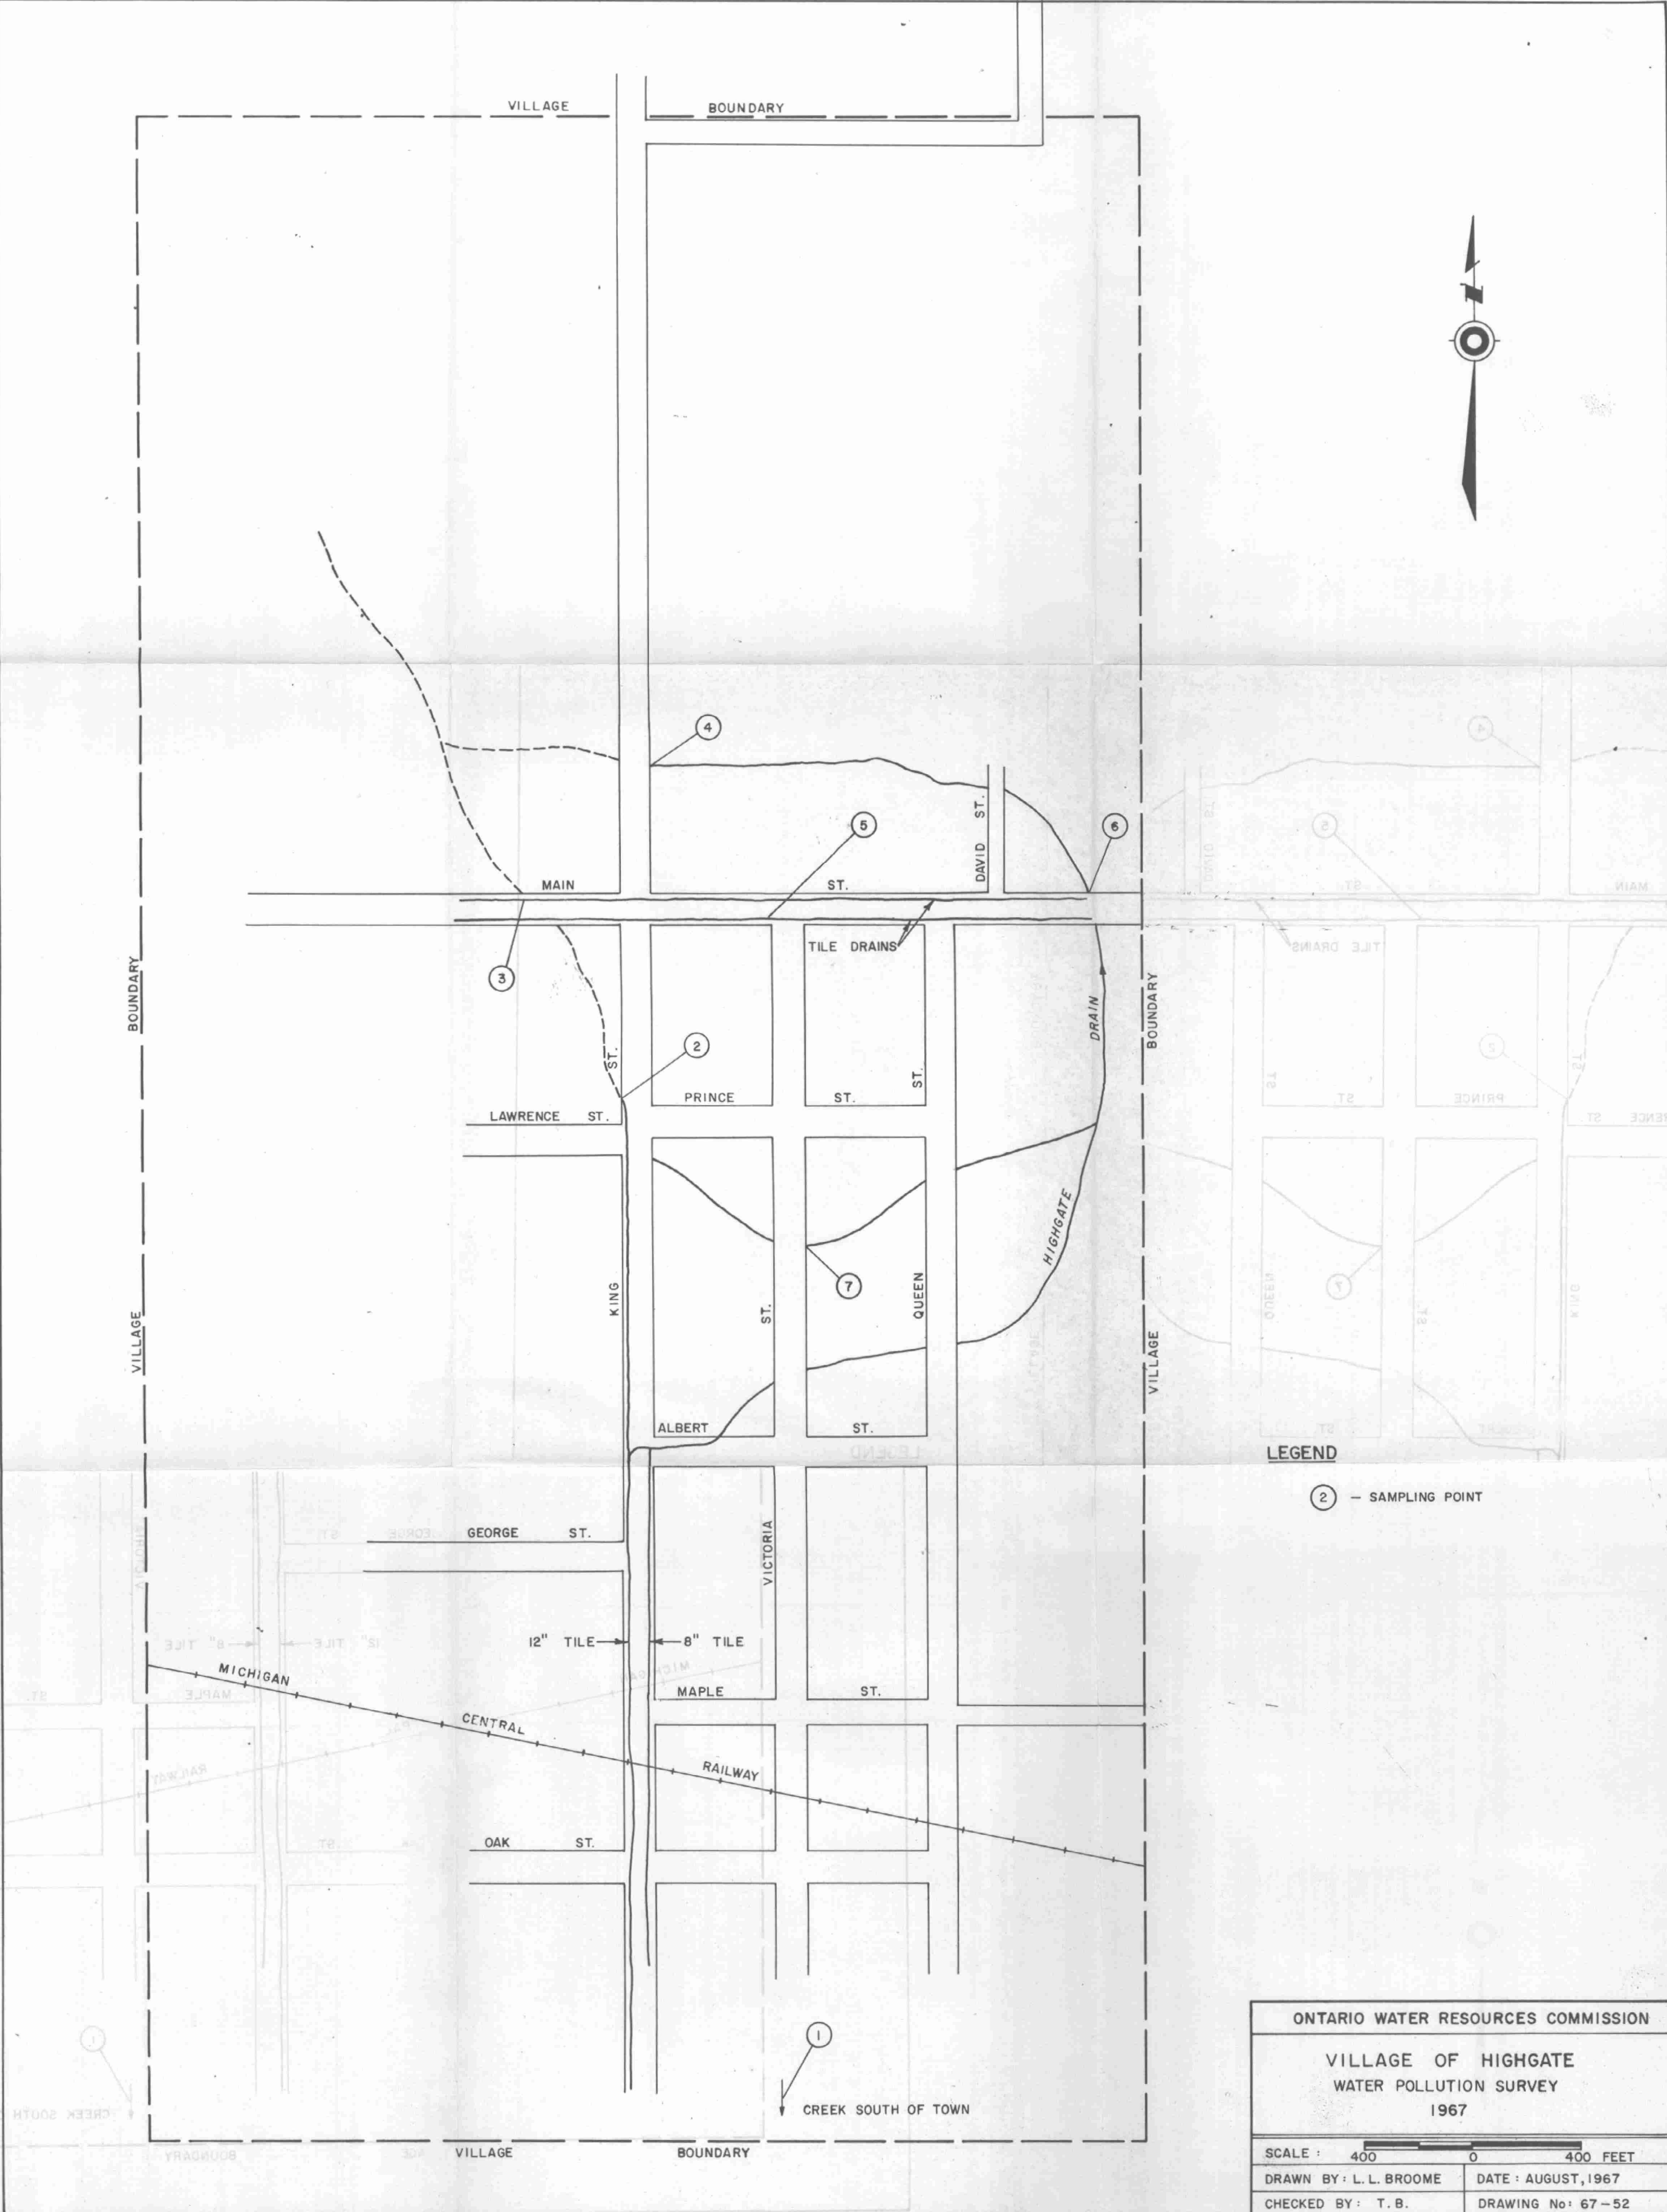 VILLAGE BOUNDARY
N
4
5
6
DAVID ST.
MAIN ST.
TILE DRAINS
3
BOUNDARY
VILLAGE
ST.
2
PRINCE ST.
ST.
LAWRENCE ST.
DRAIN
BOUNDARY
HIGHGATE
7
KING
ST.
QUEEN
VILLAGE
ALBERT ST.
LEGEND
2 — SAMPLING POINT
GEORGE ST.
VICTORIA
12" TILE
8" TILE
MICHIGAN
CENTRAL
RAILWAY
MAPLE ST.
OAK ST.
1
CREEK SOUTH OF TOWN
VILLAGE BOUNDARY
ONTARIO WATER RESOURCES COMMISSION
VILLAGE OF HIGHGATE
WATER POLLUTION SURVEY
1967
SCALE : 400 0 400 FEET
DRAWN BY : L. L. BROOME
DATE : AUGUST, 1967
CHECKED BY : T. B.
DRAWING No: 67-52